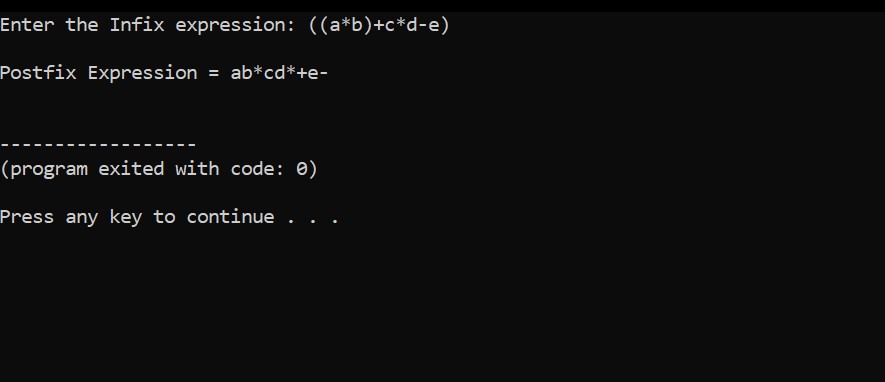 Enter the Infix expression: ((a*b)+c*d-e)
Postfix Expression = ab*cd*+e-
------------------
(program exited with code: 0)
Press any key to continue . . .